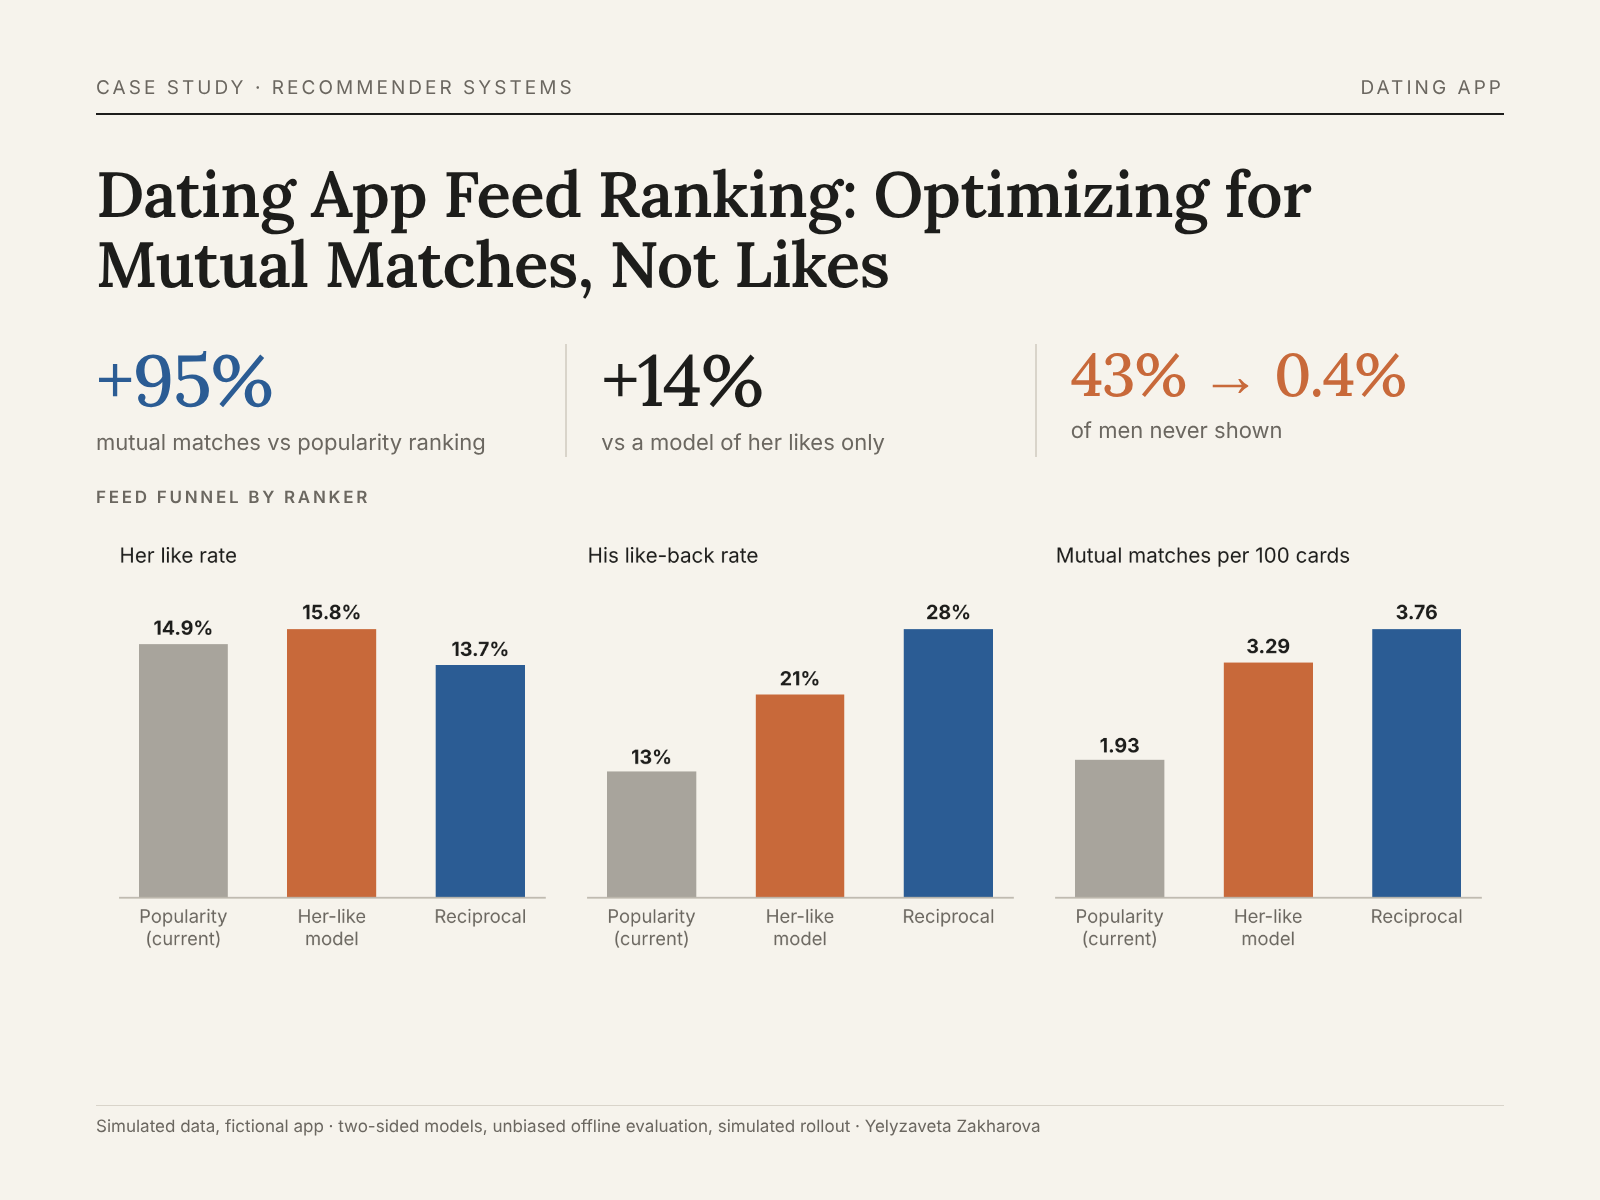 CASE STUDY · RECOMMENDER SYSTEMS
DATING APP
Dating App Feed Ranking: Optimizing for
Mutual Matches, Not Likes
+95%
mutual matches vs popularity ranking
+14%
vs a model of her likes only
43% → 0.4%
of men never shown
FEED FUNNEL BY RANKER
Her like rate
14.9%
15.8%
13.7%
Popularity
(current)
Her-like
model
Reciprocal
His like-back rate
13%
21%
28%
Popularity
(current)
Her-like
model
Reciprocal
Mutual matches per 100 cards
1.93
3.29
3.76
Popularity
(current)
Her-like
model
Reciprocal
Simulated data, fictional app · two-sided models, unbiased offline evaluation, simulated rollout · Yelyzaveta Zakharova